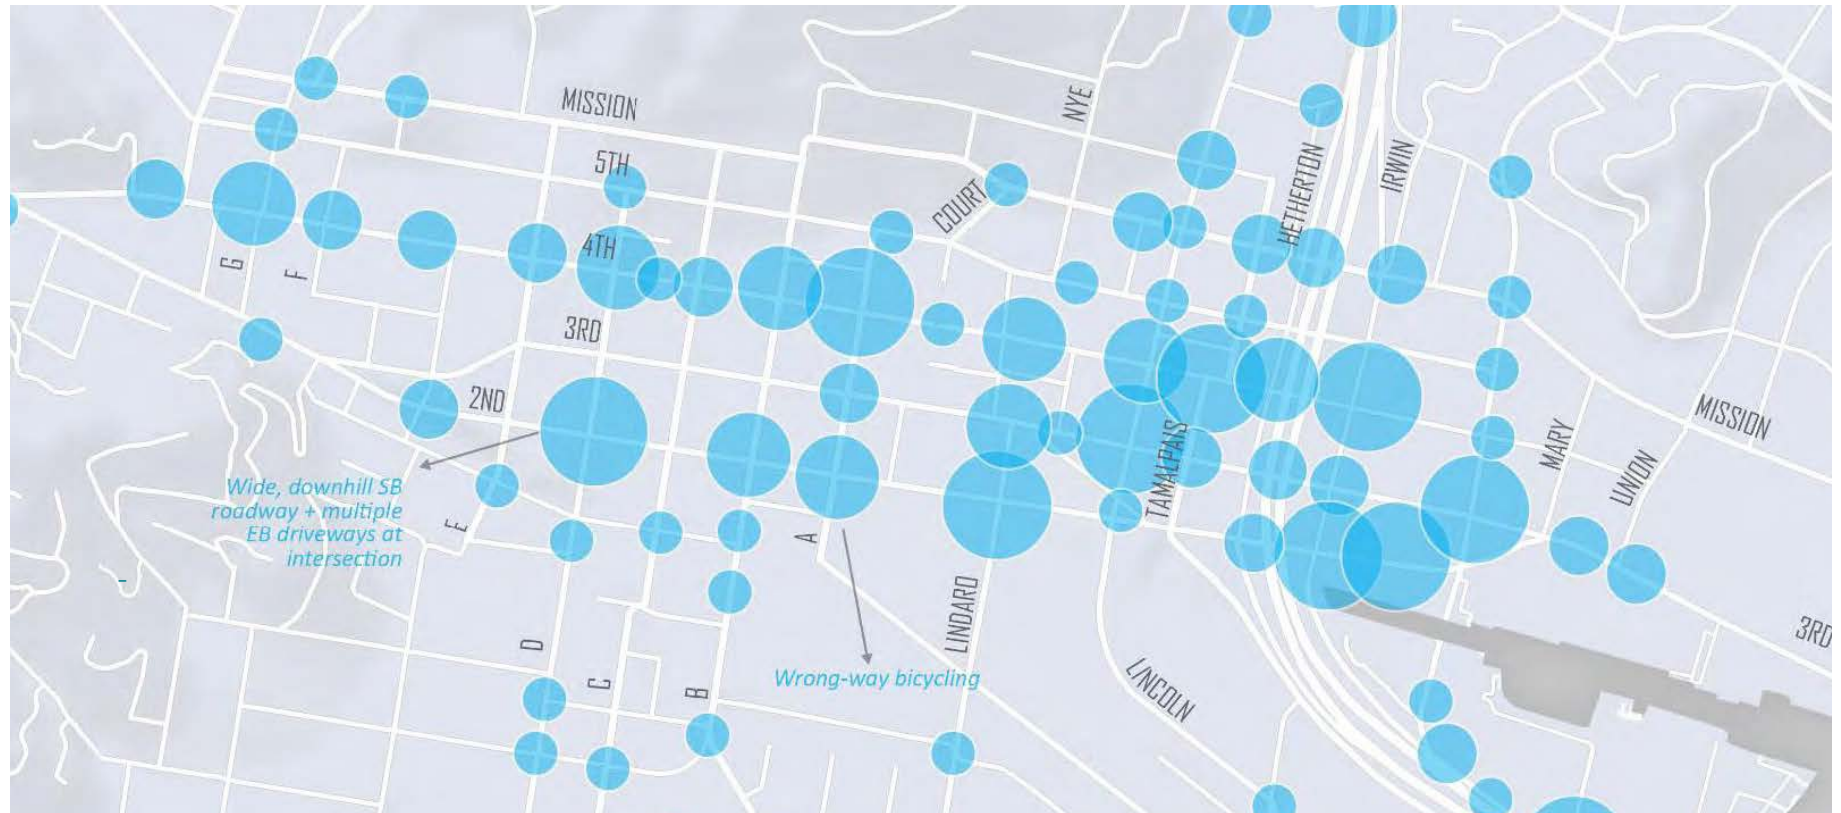 MISSION
NYE
5TH
HETHERTON
IRWIN
COURT
4TH
G
F
3RD
2ND
MISSION
MARY
UNION
TAMALPAIS
Wide, downhill SB
roadway + multiple
EB driveways at
intersection
E
A
LINDARD
3RD
D
C
B
Wrong-way bicycling
LINCOLN